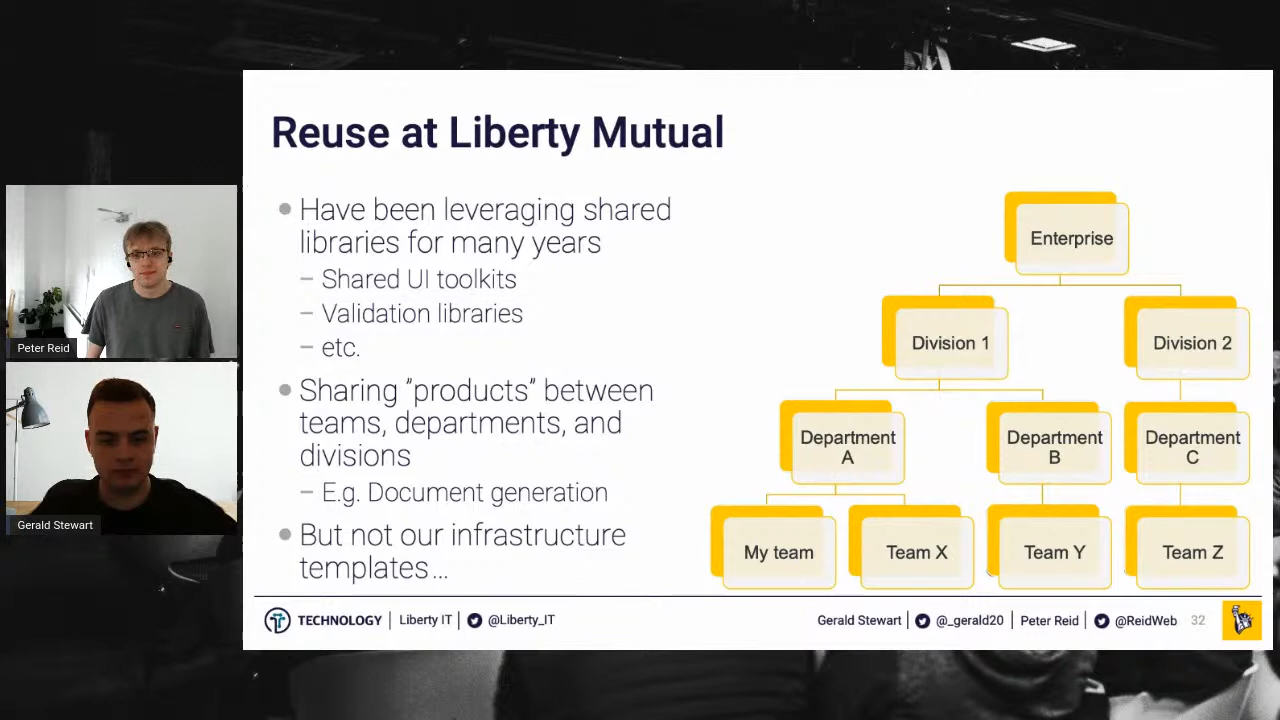 Reuse at Liberty Mutual
Have been leveraging shared
libraries for many years
– Shared UI toolkits
– Validation libraries
– etc.
Sharing "products" between
teams, departments, and
divisions
– E.g. Document generation
But not our infrastructure
templates…
Enterprise
Division 1
Division 2
Department
A
Department
B
Department
C
My team
Team X
Team Y
Team Z
Peter Reid
Gerald Stewart
TECHNOLOGY | Liberty IT | @Liberty_IT
Gerald Stewart | @_gerald20 | Peter Reid | @ReidWeb 32